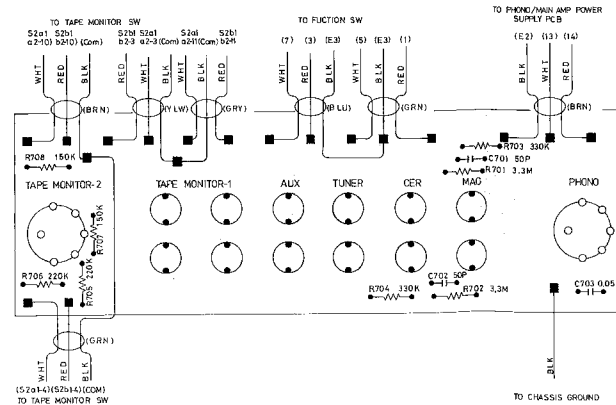 TO TAPE MONITOR SW
TO FUCTION SW
TO PHONO/MAIN AMP POWER
SUPPLY PCB
S2a1 S2b1 S2b1 S2a1 S2a1 S2b1
a2-10) b2-10) (Com) b2-3 a2-3 (Com) a2-11 (Com) b2-11
(7) (3) (E3) (5) (E3) (1)
(E2) (13) (14)
WHT RED BLK RED WHT BLK WHT BLK RED
WHT RED BLK WHT BLK RED
BLK WHT RED
(BRN) (YLW) (GRY) (BLU) (GRN) (BRN)
R708 150K
R703 330K
C701 50P
R701 3.3M
TAPE MONITOR-2 TAPE MONITOR-1 AUX TUNER CER MAG PHONO
R707 150K
R706 220K
R705 220K
C702 50P
R704 330K R702 3,3M
C703 0.05
(GRN)
WHT RED BLK
BLK
(S2a1-4) (S2b1-4) (COM)
TO TAPE MONITOR SW
TO CHASSIS GROUND